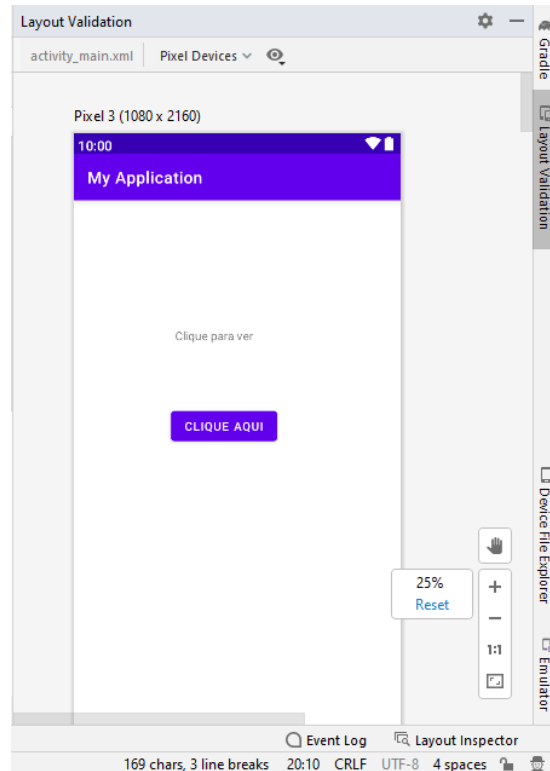 Layout Validation
activity_main.xml
Pixel Devices
Pixel 3 (1080 x 2160)
10:00
My Application
Clique para ver
CLIQUE AQUI
25%
Reset
1:1
Gradle
Layout Validation
Device File Explorer
Emulator
Event Log
Layout Inspector
169 chars, 3 line breaks 20:10 CRLF UTF-8 4 spaces